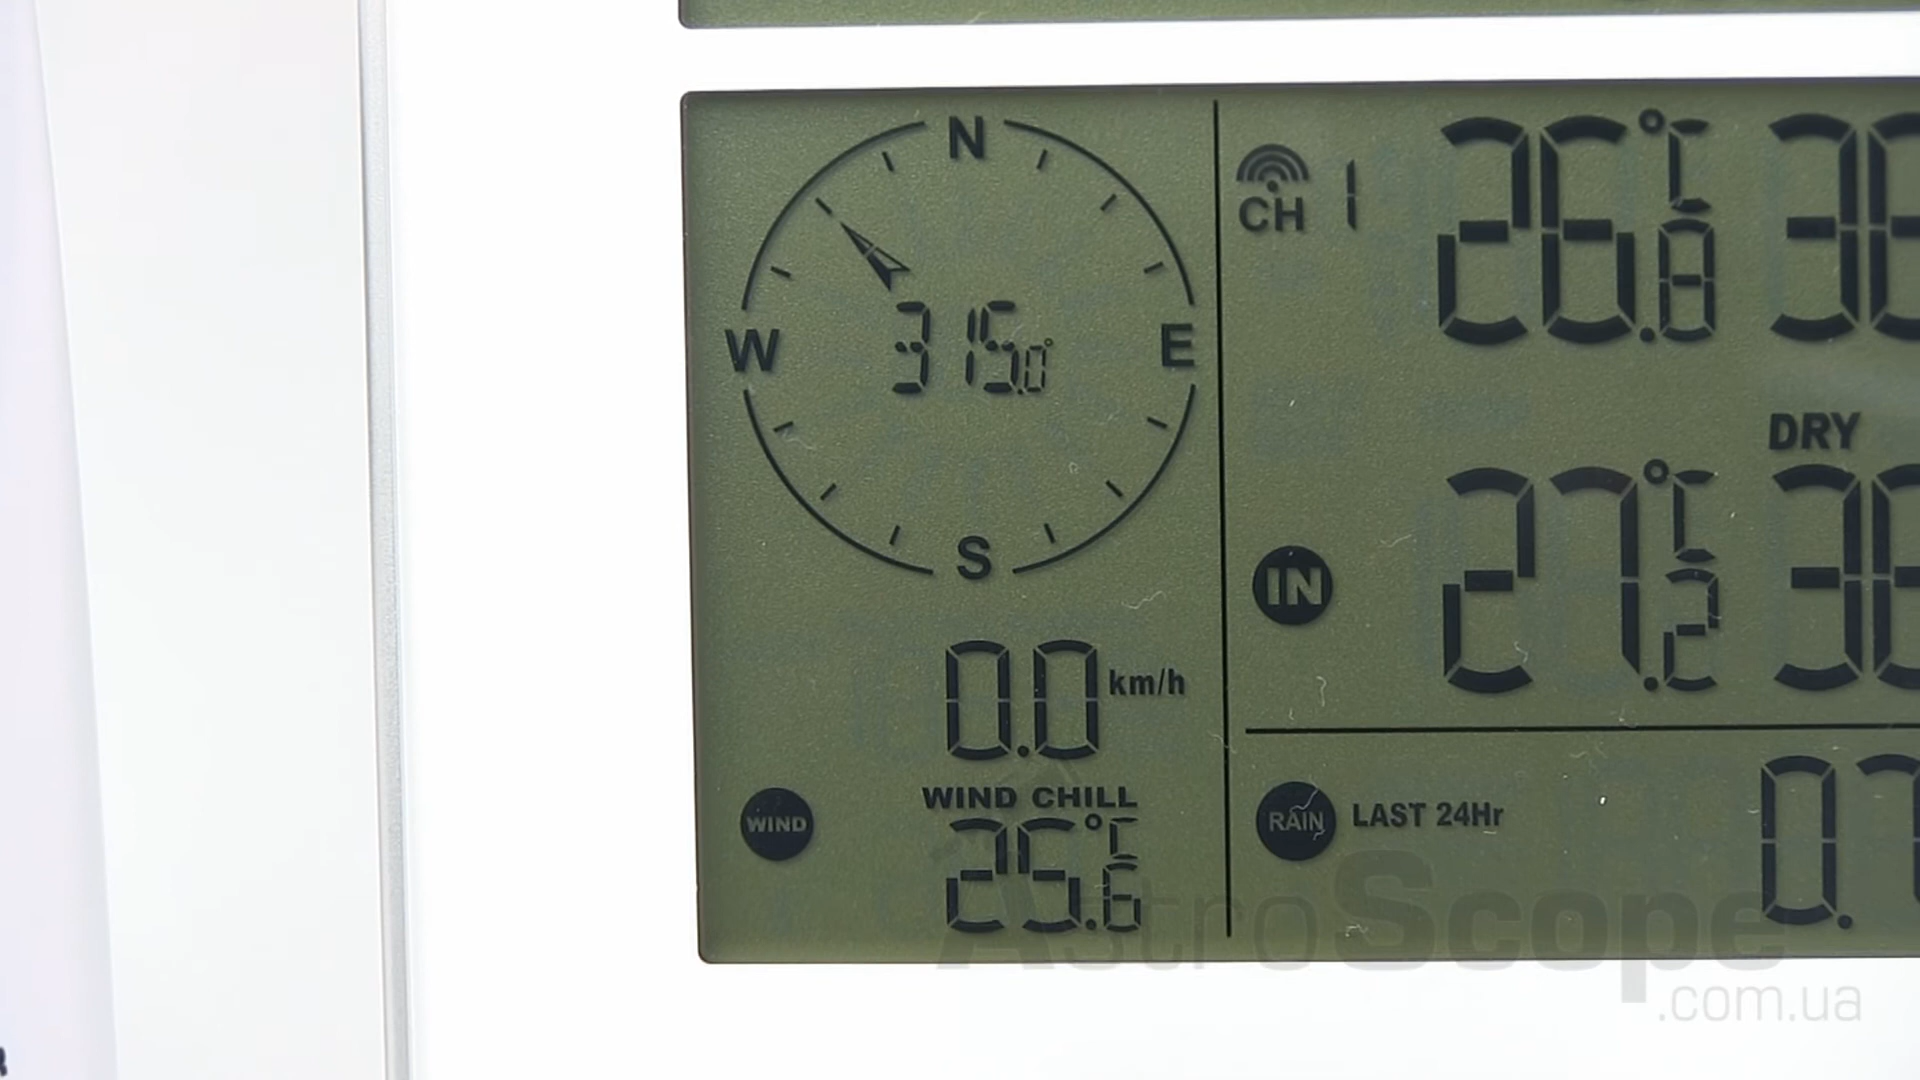 N
W 315.0° E
S
0.0 km/h
WIND
WIND CHILL
25.6 °C
CH 1 26.8 °C
DRY
IN 27.2 °C
RAIN LAST 24Hr 0.
AstroScope
.com.ua